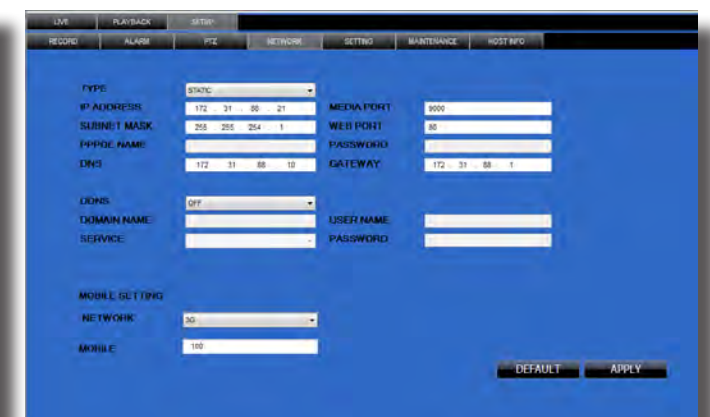 LIVE PLAYBACK SETUP
RECORD ALARM PTZ NETWORK SETTING MAINTENANCE HOST INFO
TYPE STATIC
IP ADDRESS 172 . 31 . 88 . 21 MEDIA PORT 9000
SUBNET MASK 255 . 255 . 254 . 1 WEB PORT 80
PPPOE NAME PASSWORD
DNS 172 . 31 . 88 . 10 GATEWAY 172 . 31 . 88 . 1
DDNS OFF
DOMAIN NAME USER NAME
SERVICE PASSWORD
MOBILE SETTING
NETWORK 3G
MOBILE 100
DEFAULT APPLY